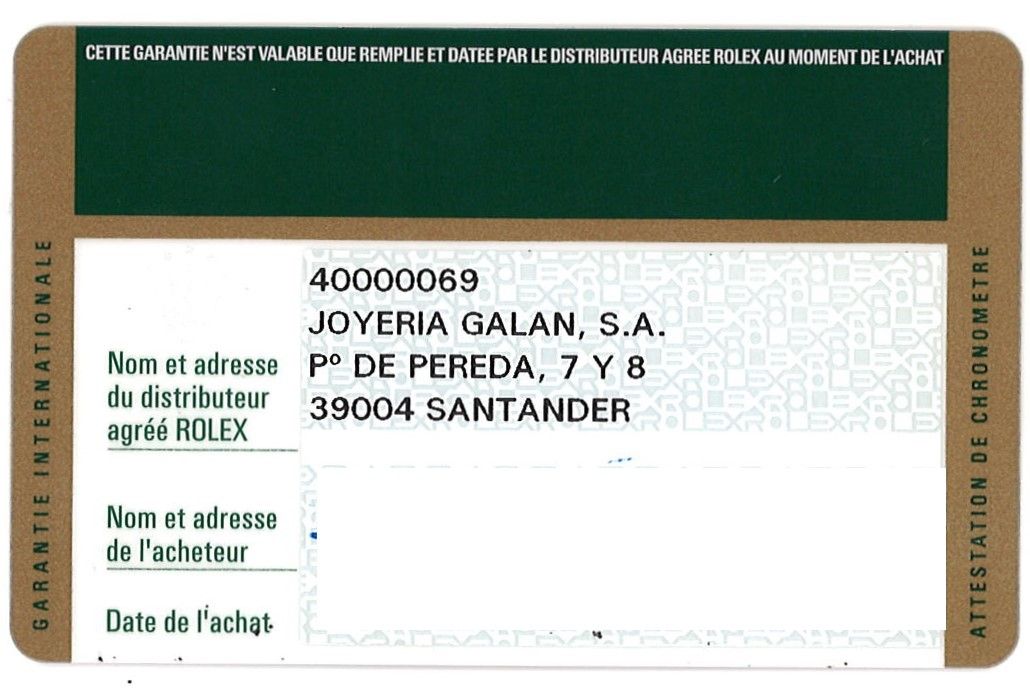 CETTE GARANTIE N'EST VALABLE QUE REMPLIE ET DATEE PAR LE DISTRIBUTEUR AGREE ROLEX AU MOMENT DE L'ACHAT
GARANTIE INTERNATIONALE
40000069
JOYERIA GALAN, S.A.
Pº DE PEREDA, 7 Y 8
39004 SANTANDER
Nom et adresse
du distributeur
agréé ROLEX
Nom et adresse
de l'acheteur
Date de l'achat
ATTESTATION DE CHRONOMETRE